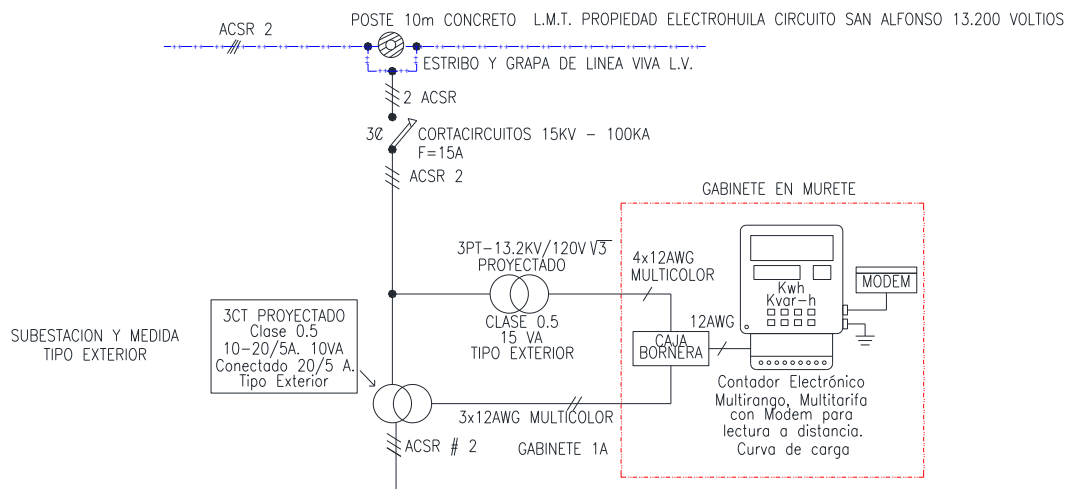 POSTE 10m CONCRETO L.M.T. PROPIEDAD ELECTROHUILA CIRCUITO SAN ALFONSO 13.200 VOLTIOS
ACSR 2
ESTRIBO Y GRAPA DE LINEA VIVA L.V.
2 ACSR
3Ø
CORTACIRCUITOS 15KV - 100KA
F=15A
ACSR 2
GABINETE EN MURETE
3PT-13.2KV/120V √3
PROYECTADO
4x12AWG
MULTICOLOR
MODEM
Kwh
Kvar-h
SUBESTACION Y MEDIDA
TIPO EXTERIOR
3CT PROYECTADO
Clase 0.5
10-20/5A. 10VA
Conectado 20/5 A.
Tipo Exterior
CLASE 0.5
15 VA
TIPO EXTERIOR
12AWG
CAJA
BORNERA
Contador Electrónico
Multirango, Multitarifa
con Modem para
lectura a distancia.
Curva de carga
3x12AWG MULTICOLOR
ACSR # 2
GABINETE 1A